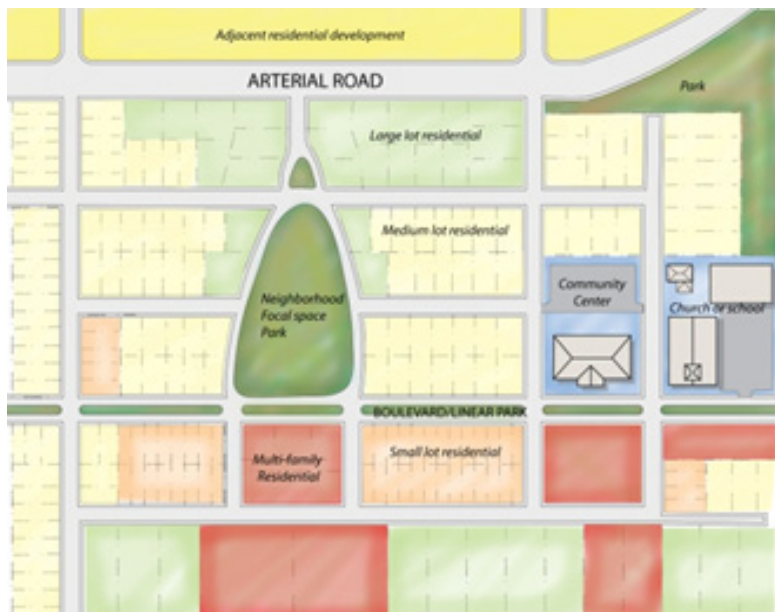 Adjacent residential development
ARTERIAL ROAD
Park
Large lot residential
Medium lot residential
Community
Center
Neighborhood
Focal space
Park
Church or school
BOULEVARD/LINEAR PARK
Multi-family
Residential
Small lot residential